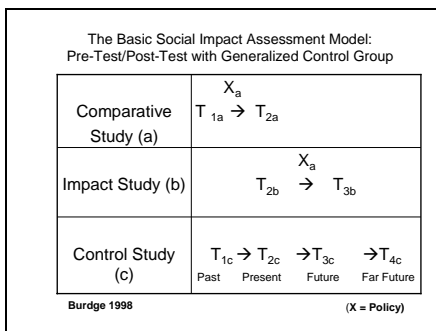 The Basic Social Impact Assessment Model:
Pre-Test/Post-Test with Generalized Control Group
Xa
Comparative T 1a → T2a
Study (a)
Xa
Impact Study (b) T2b → T3b
Control Study T1c → T2c → T3c → T4c
(c) Past Present Future Far Future
Burdge 1998 (X = Policy)